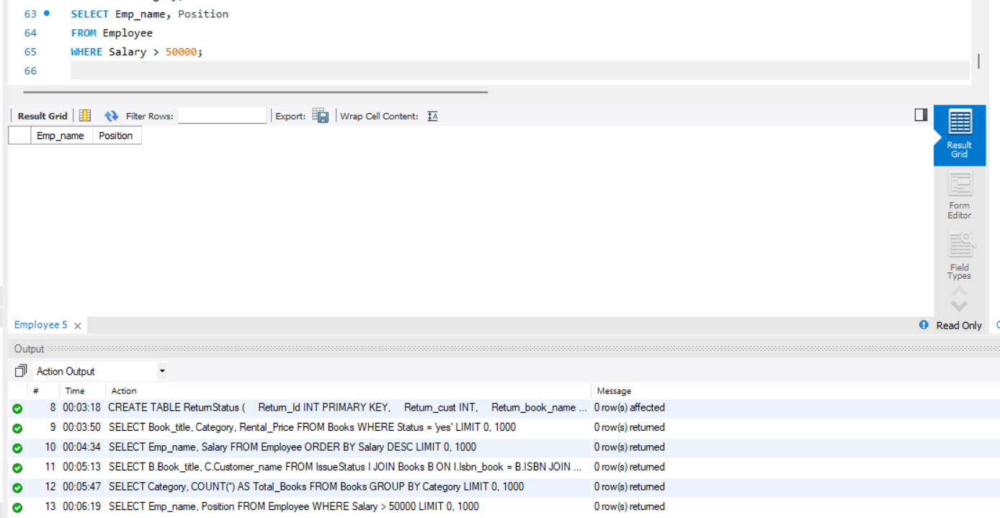 63 SELECT Emp_name, Position
64 FROM Employee
65 WHERE Salary > 50000;
66
Result Grid Filter Rows: Export: Wrap Cell Content: IA
Emp_name Position
Result Grid
Form Editor
Field Types
Employee 5 × Read Only
Output
Action Output
# Time Action Message
8 00:03:18 CREATE TABLE ReturnStatus ( Return_Id INT PRIMARY KEY, Return_cust INT, Return_book_name ... 0 row(s) affected
9 00:03:50 SELECT Book_title, Category, Rental_Price FROM Books WHERE Status = 'yes' LIMIT 0, 1000 0 row(s) returned
10 00:04:34 SELECT Emp_name, Salary FROM Employee ORDER BY Salary DESC LIMIT 0, 1000 0 row(s) returned
11 00:05:13 SELECT B.Book_title, C.Customer_name FROM IssueStatus I JOIN Books B ON I.Isbn_book = B.ISBN JOIN ... 0 row(s) returned
12 00:05:47 SELECT Category, COUNT(*) AS Total_Books FROM Books GROUP BY Category LIMIT 0, 1000 0 row(s) returned
13 00:06:19 SELECT Emp_name, Position FROM Employee WHERE Salary > 50000 LIMIT 0, 1000 0 row(s) returned